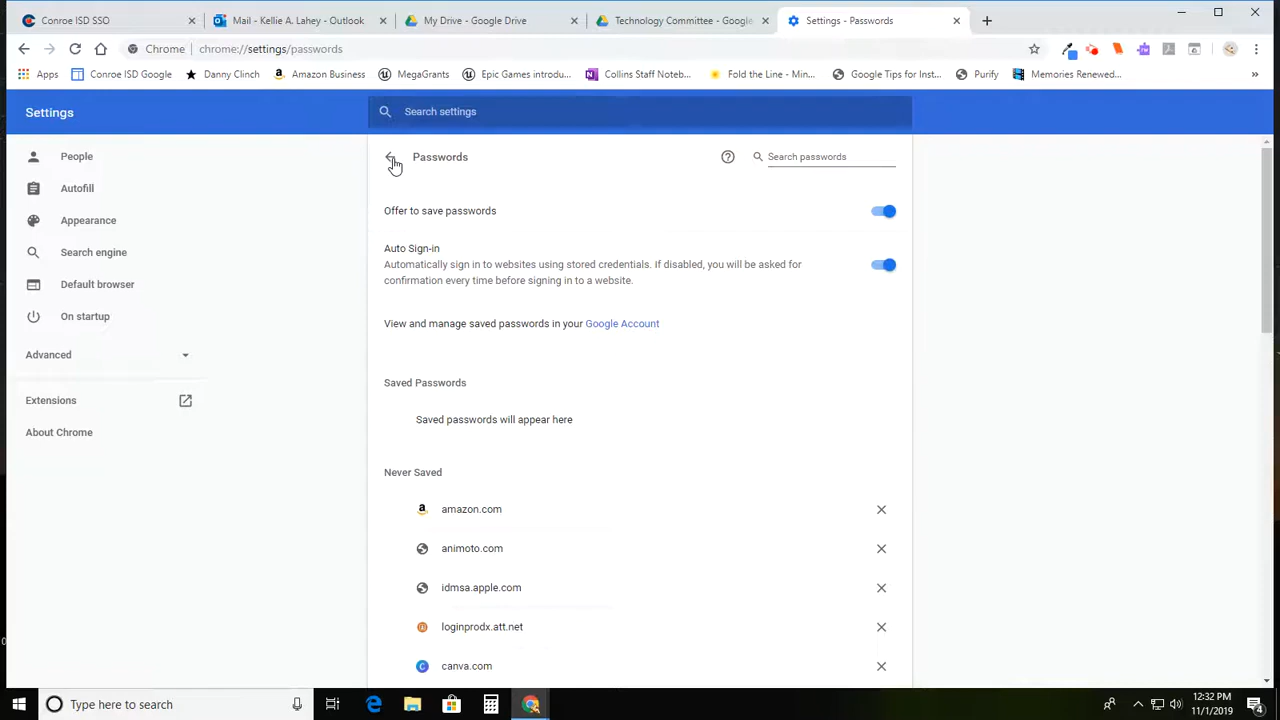 Conroe ISD SSO
Mail - Kellie A. Lahey - Outlook
My Drive - Google Drive
Technology Committee - Google
Settings - Passwords
Chrome
chrome://settings/passwords
Apps
Conroe ISD Google
Danny Clinch
Amazon Business
MegaGrants
Epic Games introdu...
Collins Staff Noteb...
Fold the Line - Min...
Google Tips for Inst...
Purify
Memories Renewed...
Settings
Search settings
People
Autofill
Appearance
Search engine
Default browser
On startup
Advanced
Extensions
About Chrome
Passwords
Search passwords
Offer to save passwords
Auto Sign-in
Automatically sign in to websites using stored credentials. If disabled, you will be asked for
confirmation every time before signing in to a website.
View and manage saved passwords in your Google Account
Saved Passwords
Saved passwords will appear here
Never Saved
amazon.com
animoto.com
idmsa.apple.com
loginprodx.att.net
canva.com
Type here to search
12:32 PM
11/1/2019